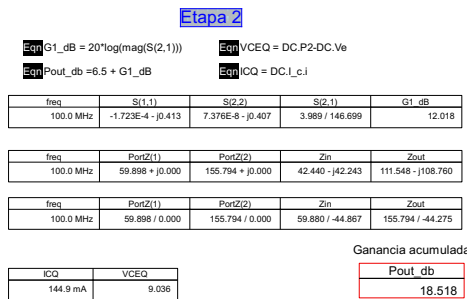 Etapa 2
Eqn G1_dB = 20*log(mag(S(2,1))) Eqn VCEQ = DC.P2-DC.Ve
Eqn Pout_db =6.5 + G1_dB Eqn ICQ = DC.I_c.i
freq S(1,1) S(2,2) S(2,1) G1_dB
100.0 MHz -1.723E-4 - j0.413 7.376E-8 - j0.407 3.989 / 146.699 12.018
freq PortZ(1) PortZ(2) Zin Zout
100.0 MHz 59.898 + j0.000 155.794 + j0.000 42.440 -j42.243 111.548 - j108.760
freq PortZ(1) PortZ(2) Zin Zout
100.0 MHz 59.898 / 0.000 155.794 / 0.000 59.880 / -44.867 155.794 / -44.275
Ganancia acumulada
ICQ VCEQ Pout_db
144.9 mA 9.036 18.518